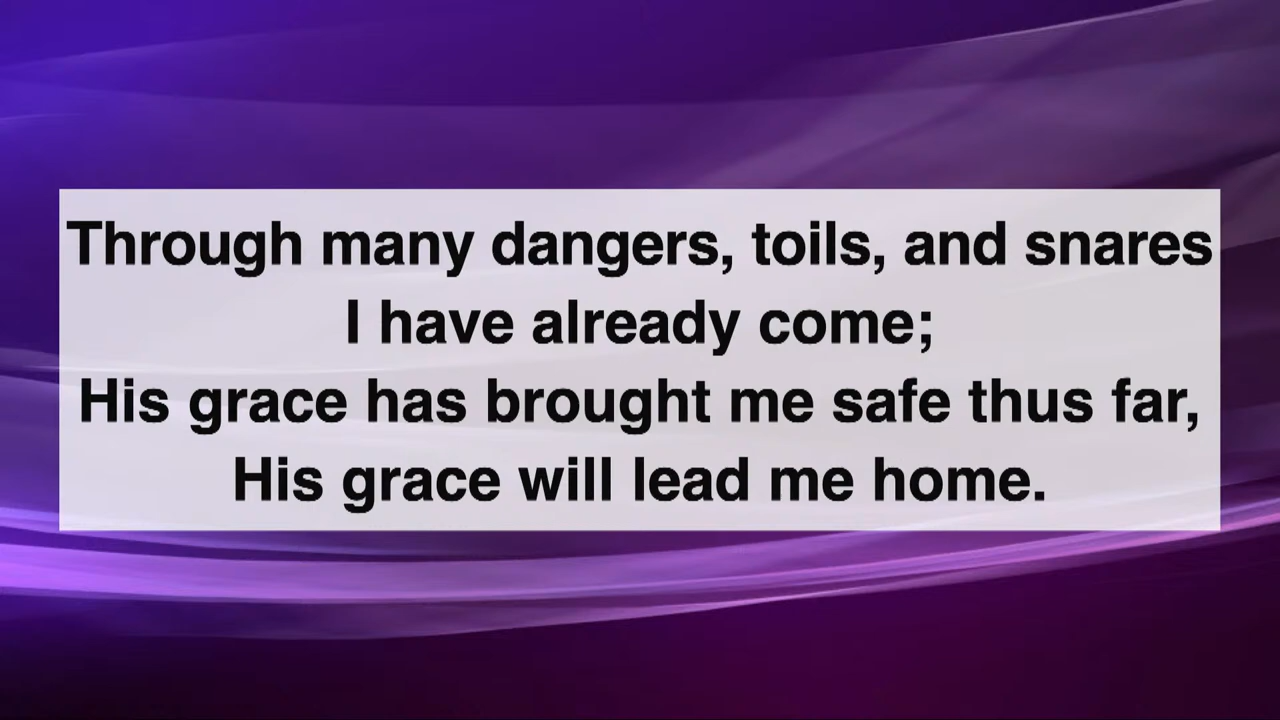 Through many dangers, toils, and snares
I have already come;
His grace has brought me safe thus far,
His grace will lead me home.